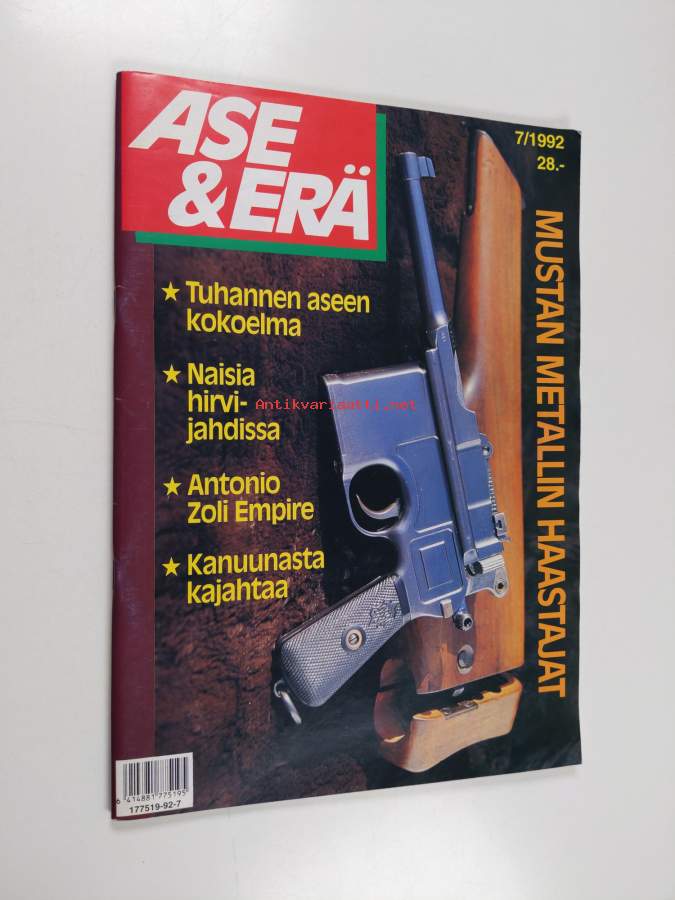 ASE
&ERÄ
7/1992
28.-
MUSTAN METALLIN HAASTAJAT
★ Tuhannen aseen
kokoelma
★ Naisia
hirvi-
jahdissa
★ Antonio
Zoli Empire
★ Kanuunasta
kajahtaa
Antikvariaatti.net
6 414881 775195
177519-92-7